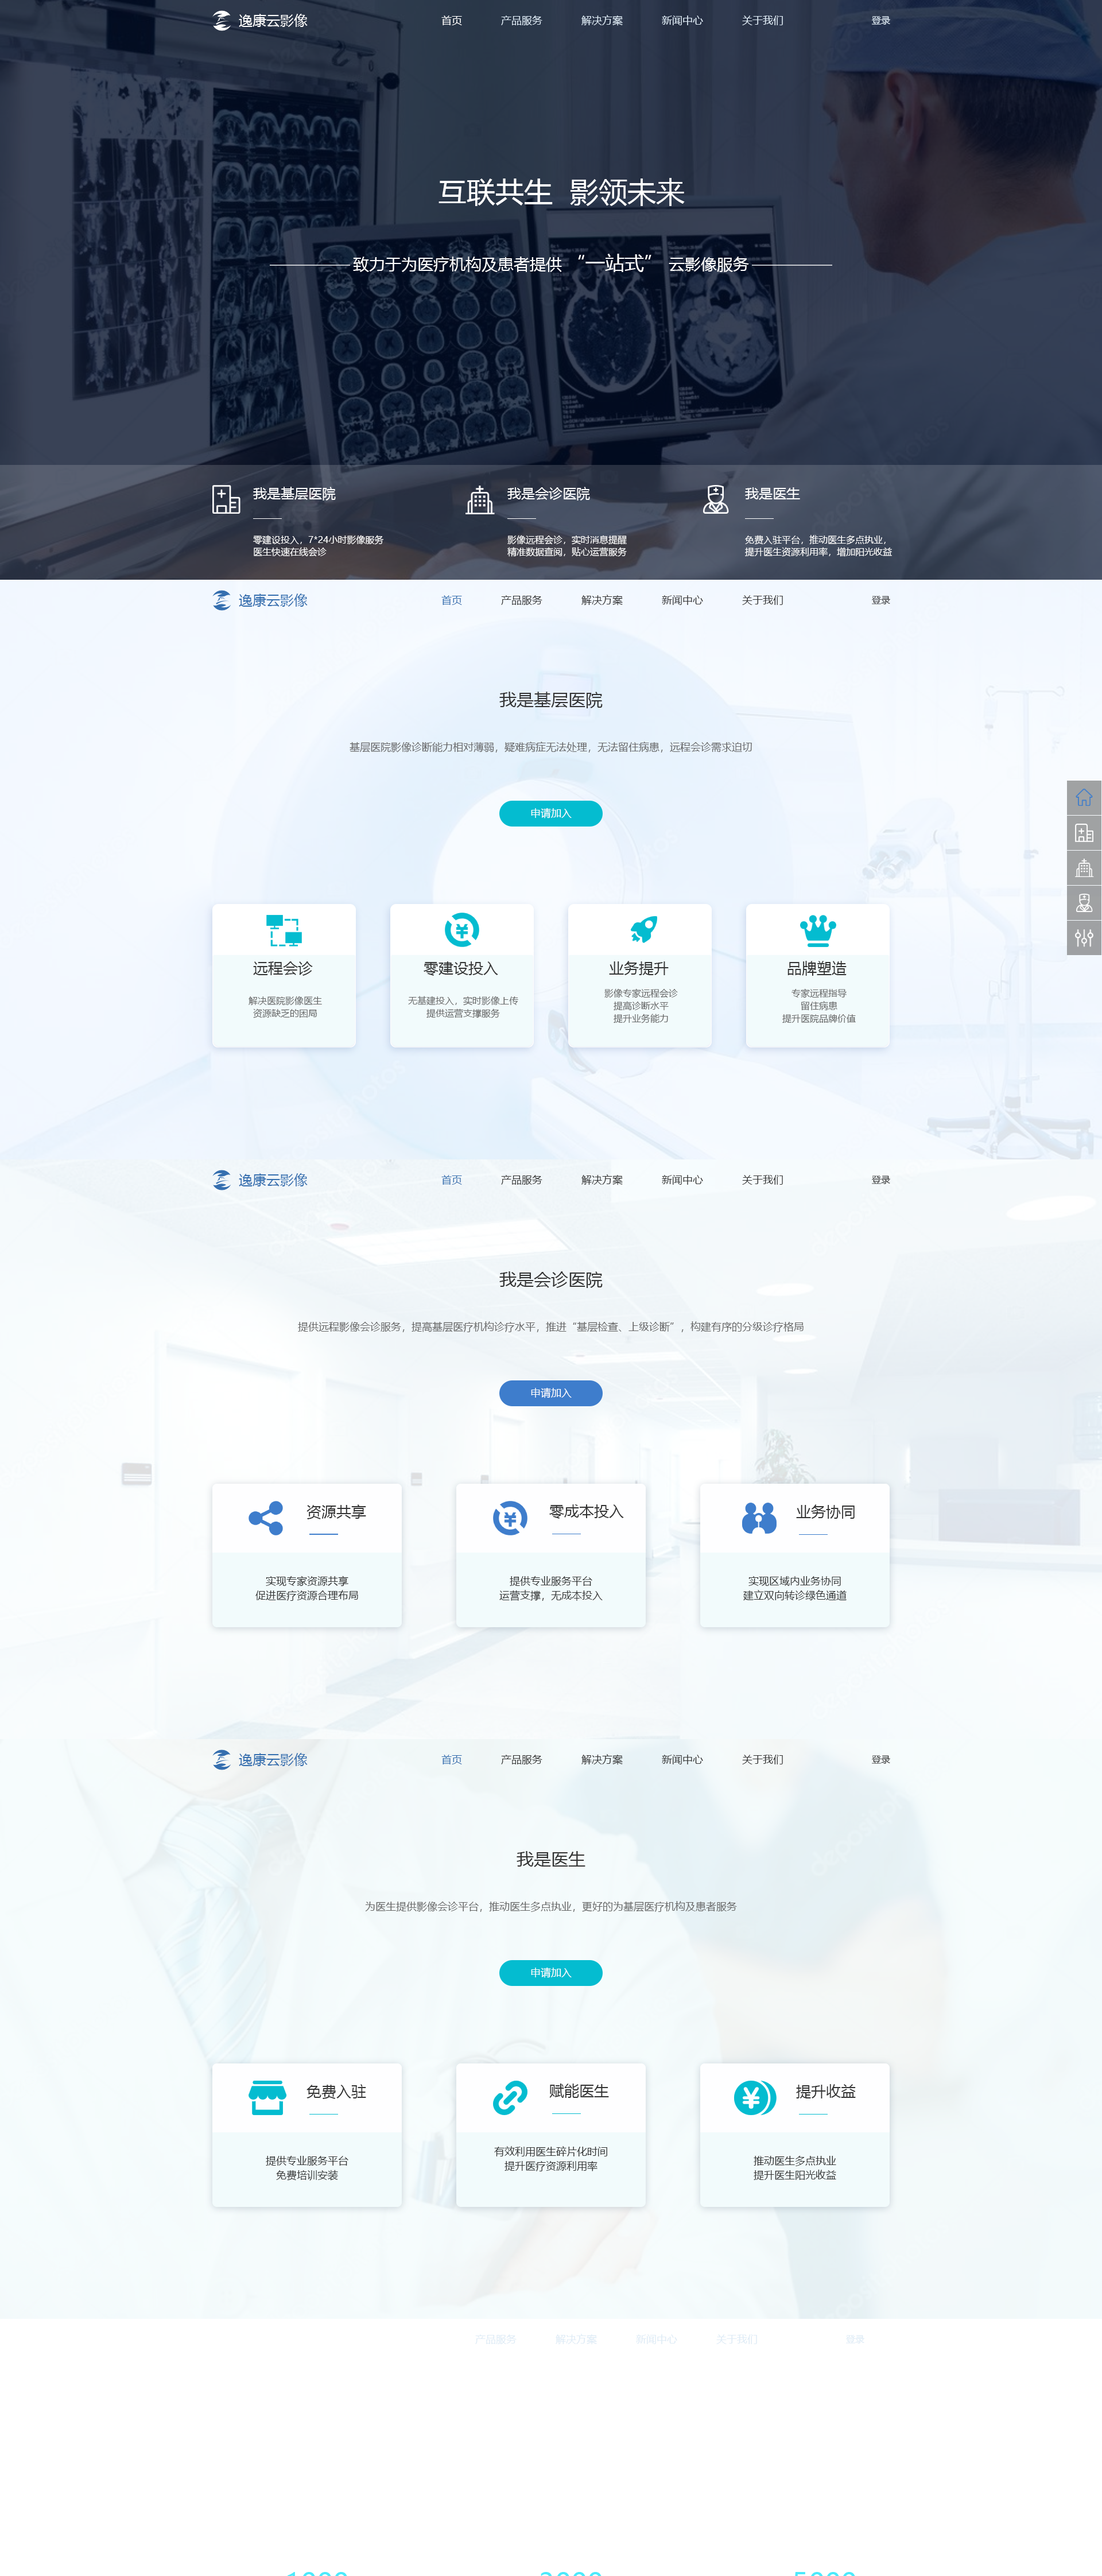 逸康云影像
首页 产品服务 解决方案 新闻中心 关于我们 登录
互联共生 影领未来
致力于为医疗机构及患者提供 “一站式” 云影像服务
我是基层医院
零建设投入，7*24小时影像服务
医生快速在线会诊
我是会诊医院
影像远程会诊，实时消息提醒
精准数据查阅，贴心运营服务
我是医生
免费入驻平台，推动医生多点执业，
提升医生资源利用率，增加阳光收益
逸康云影像
首页 产品服务 解决方案 新闻中心 关于我们 登录
我是基层医院
基层医院影像诊断能力相对薄弱，疑难病症无法处理，无法留住病患，远程会诊需求迫切
申请加入
远程会诊
解决医院影像医生
资源缺乏的困局
零建设投入
无基建投入，实时影像上传
提供运营支撑服务
业务提升
影像专家远程会诊
提高诊断水平
提升业务能力
品牌塑造
专家远程指导
留住病患
提升医院品牌价值
逸康云影像
首页 产品服务 解决方案 新闻中心 关于我们 登录
我是会诊医院
提供远程影像会诊服务，提高基层医疗机构诊疗水平，推进“基层检查、上级诊断”，构建有序的分级诊疗格局
申请加入
资源共享
实现专家资源共享
促进医疗资源合理布局
零成本投入
提供专业服务平台
运营支撑，无成本投入
业务协同
实现区域内业务协同
建立双向转诊绿色通道
逸康云影像
首页 产品服务 解决方案 新闻中心 关于我们 登录
我是医生
为医生提供影像会诊平台，推动医生多点执业，更好的为基层医疗机构及患者服务
申请加入
免费入驻
提供专业服务平台
免费培训安装
赋能医生
有效利用医生碎片化时间
提升医疗资源利用率
提升收益
推动医生多点执业
提升医生阳光收益
产品服务 解决方案 新闻中心 关于我们 登录